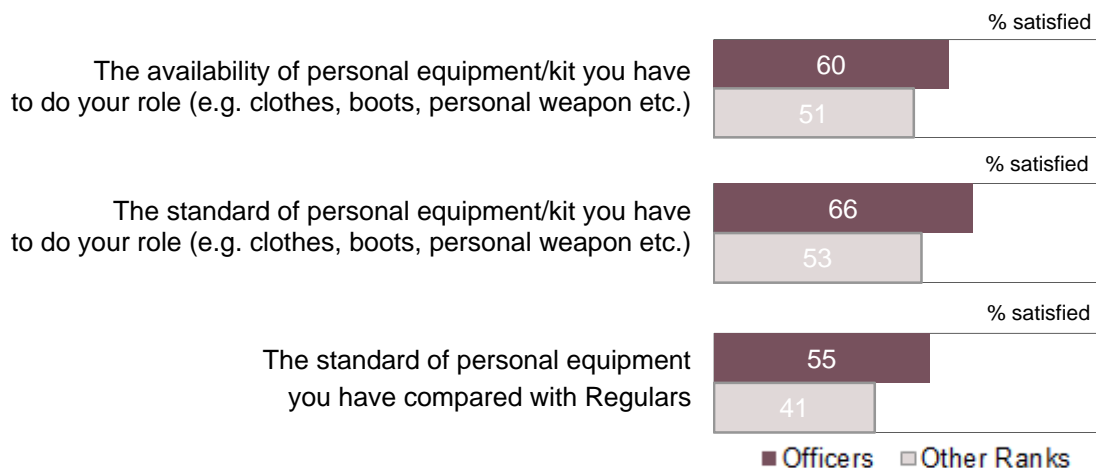 % satisfied
The availability of personal equipment/kit you have
to do your role (e.g. clothes, boots, personal weapon etc.)
60
51
% satisfied
The standard of personal equipment/kit you have
to do your role (e.g. clothes, boots, personal weapon etc.)
66
53
% satisfied
The standard of personal equipment
you have compared with Regulars
55
41
Officers Other Ranks